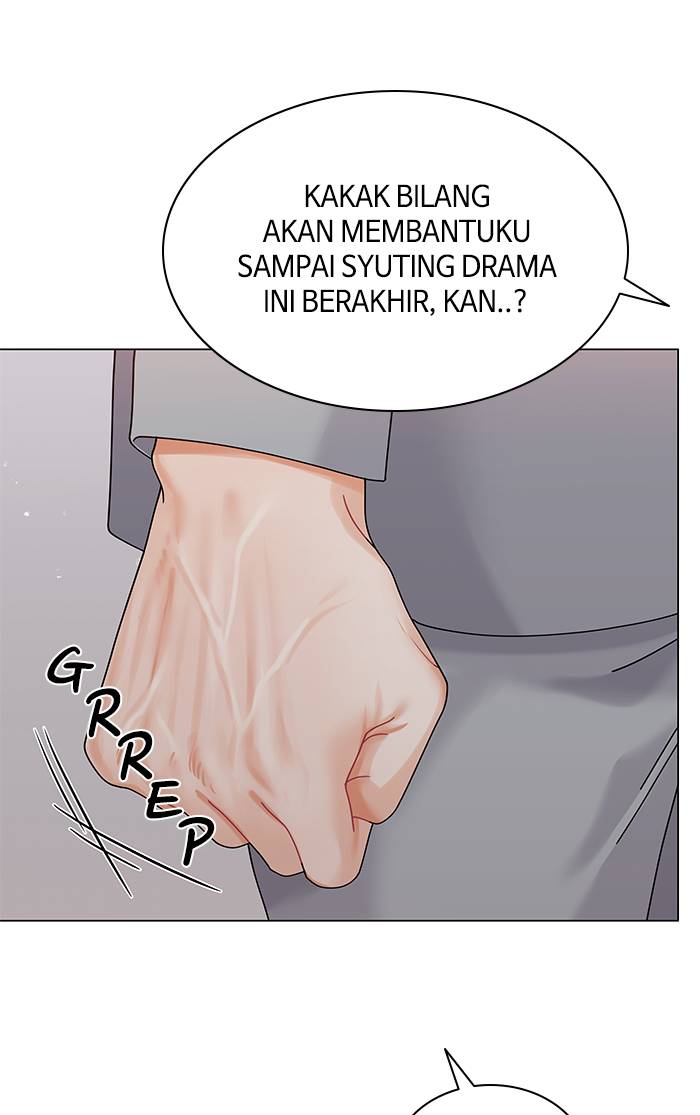 KAKAK BILANG
AKAN MEMBANTUKU
SAMPAI SYUTING DRAMA
INI BERAKHIR, KAN..?
GRREP